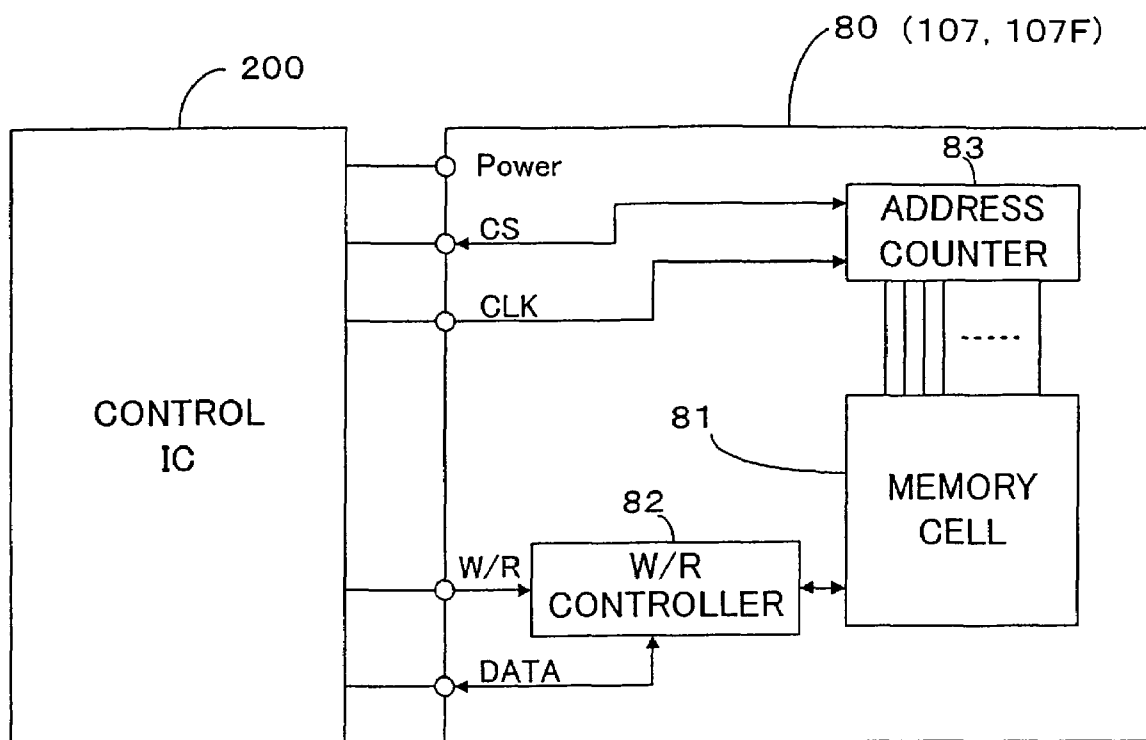 80 (107, 107F)
200
83
Power
ADDRESS
COUNTER
CS
CLK
CONTROL
IC
81
MEMORY
CELL
82
W/R
W/R
CONTROLLER
DATA